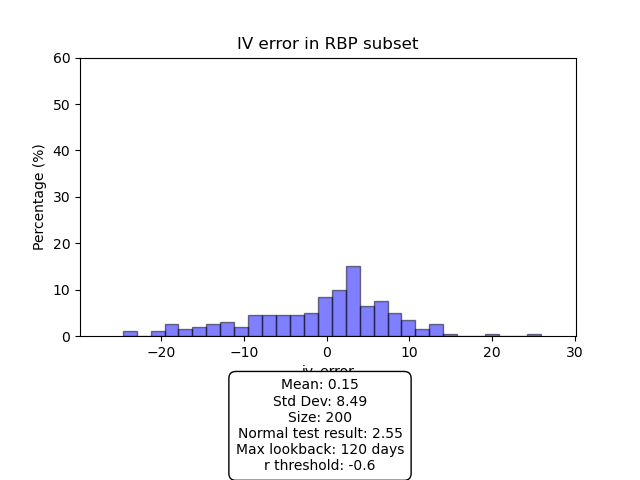 IV error in RBP subset
60
50
40
30
20
10
0
Percentage (%)
−20
−10
0
10
20
30
iv_error
Mean: 0.15
Std Dev: 8.49
Size: 200
Normal test result: 2.55
Max lookback: 120 days
r threshold: -0.6